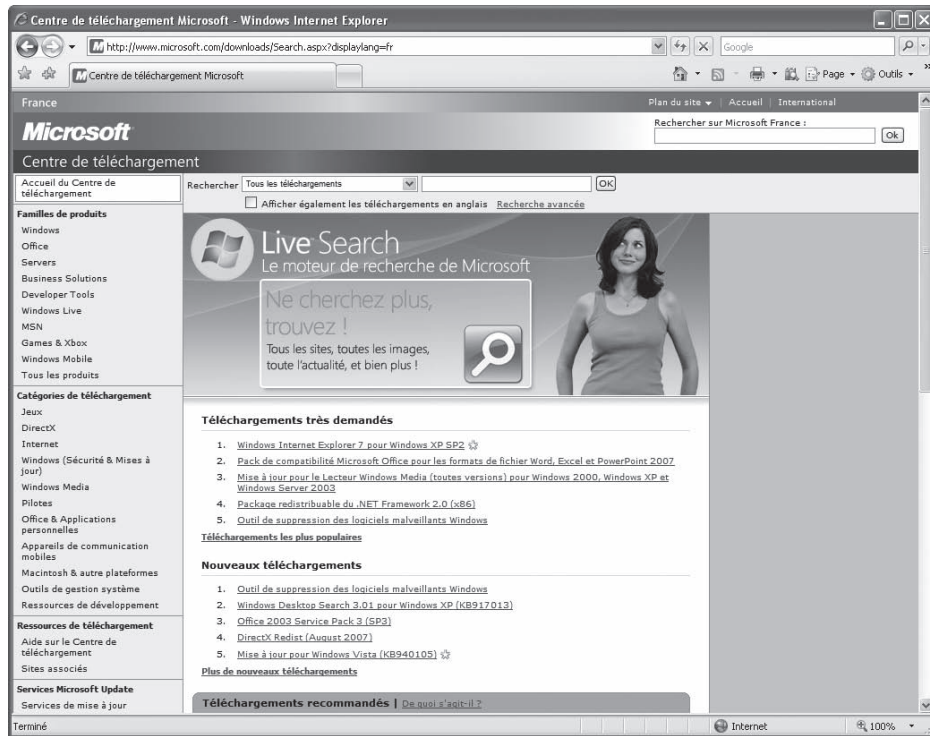 Centre de téléchargement Microsoft - Windows Internet Explorer
http://www.microsoft.com/downloads/Search.aspx?displaylang=fr
Google
Centre de téléchargement Microsoft
Page
Outils
France
Plan du site | Accueil | International
Microsoft
Rechercher sur Microsoft France :
Ok
Centre de téléchargement
Accueil du Centre de
téléchargement
Familles de produits
Windows
Office
Servers
Business Solutions
Developer Tools
Windows Live
MSN
Games & Xbox
Windows Mobile
Tous les produits
Catégories de téléchargement
Jeux
DirectX
Internet
Windows (Sécurité & Mises à
jour)
Windows Media
Pilotes
Office & Applications
personnelles
Appareils de communication
mobiles
Macintosh & autre plateformes
Outils de gestion système
Ressources de développement
Ressources de téléchargement
Aide sur le Centre de
téléchargement
Sites associés
Services Microsoft Update
Services de mise à jour
Rechercher Tous les téléchargements OK
Afficher également les téléchargements en anglais Recherche avancée
Live Search
Le moteur de recherche de Microsoft
Ne cherchez plus,
trouvez !
Tous les sites, toutes les images,
toute l'actualité, et bien plus !
Téléchargements très demandés
1. Windows Internet Explorer 7 pour Windows XP SP2
2. Pack de compatibilité Microsoft Office pour les formats de fichier Word, Excel et PowerPoint 2007
3. Mise à jour pour le Lecteur Windows Media (toutes versions) pour Windows 2000, Windows XP et
Windows Server 2003
4. Package redistribuable du .NET Framework 2.0 (x86)
5. Outil de suppression des logiciels malveillants Windows
Téléchargements les plus populaires
Nouveaux téléchargements
1. Outil de suppression des logiciels malveillants Windows
2. Windows Desktop Search 3.01 pour Windows XP (KB917013)
3. Office 2003 Service Pack 3 (SP3)
4. DirectX Redist (August 2007)
5. Mise à jour pour Windows Vista (KB940105)
Plus de nouveaux téléchargements
Téléchargements recommandés | De quoi s'agit-il ?
Terminé
Internet
100%